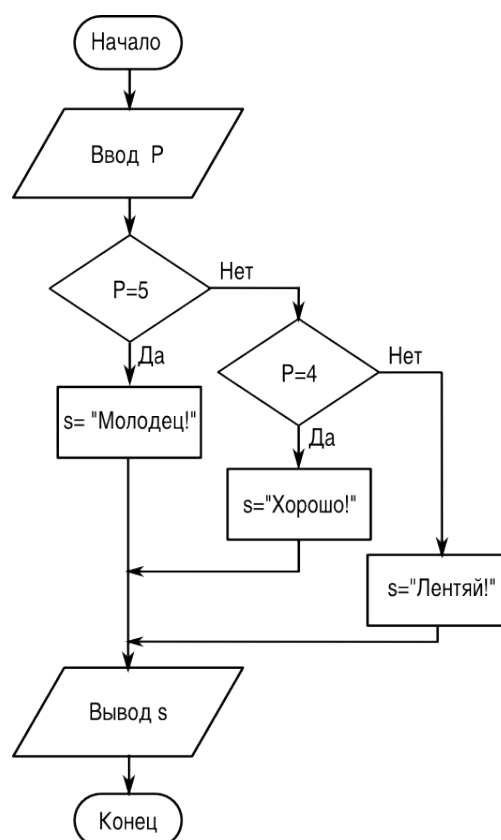 Начало
Ввод P
P=5
Нет
Да
P=4
Нет
s= "Молодец!"
Да
s="Хорошо!"
s="Лентяй!"
Вывод s
Конец